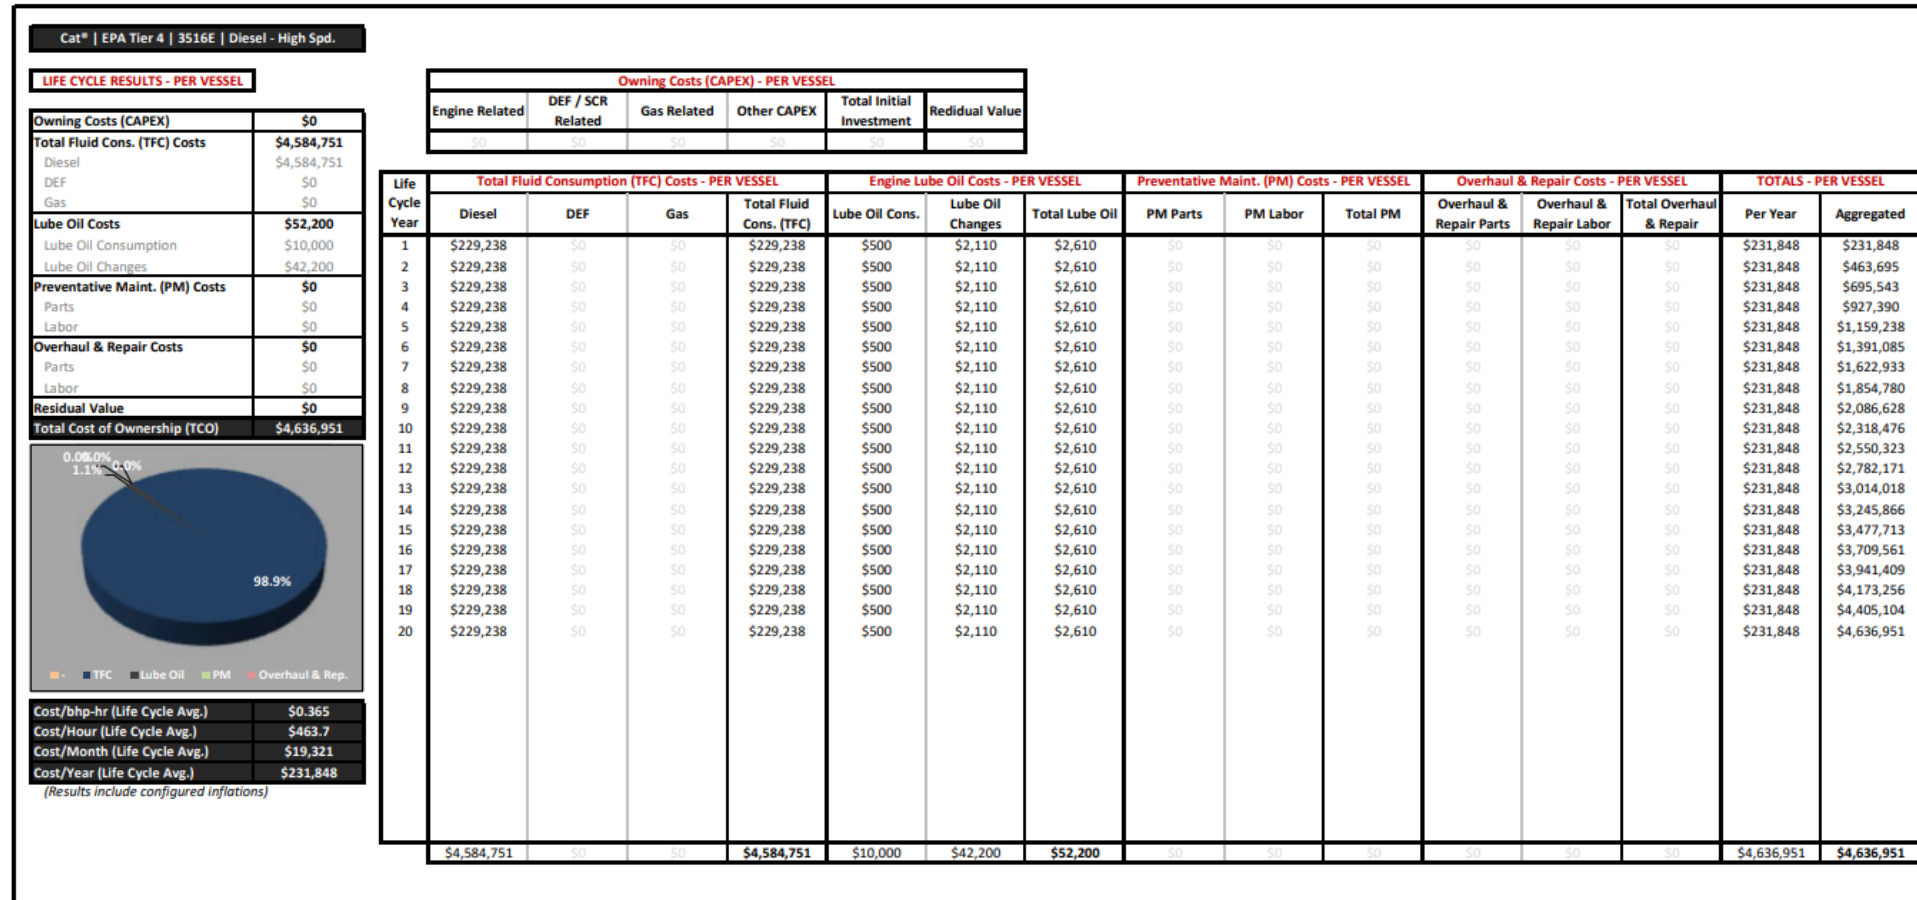 Cat® | EPA Tier 4 | 3516E | Diesel - High Spd.
LIFE CYCLE RESULTS - PER VESSEL
Owning Costs (CAPEX) $0
Total Fluid Cons. (TFC) Costs $4,584,751
Diesel $4,584,751
DEF $0
Gas $0
Lube Oil Costs $52,200
Lube Oil Consumption $10,000
Lube Oil Changes $42,200
Preventative Maint. (PM) Costs $0
Parts $0
Labor $0
Overhaul & Repair Costs $0
Parts $0
Labor $0
Residual Value $0
Total Cost of Ownership (TCO) $4,636,951
0.0% 0.0%
1.1% 0.0%
98.9%
- TFC Lube Oil PM Overhaul & Rep.
Cost/bhp-hr (Life Cycle Avg.) $0.365
Cost/Hour (Life Cycle Avg.) $463.7
Cost/Month (Life Cycle Avg.) $19,321
Cost/Year (Life Cycle Avg.) $231,848
(Results include configured inflations)
Owning Costs (CAPEX) - PER VESSEL
Engine Related DEF / SCR Related Gas Related Other CAPEX Total Initial Investment Redidual Value
$0 $0 $0 $0 $0 $0
Life Cycle Year Total Fluid Consumption (TFC) Costs - PER VESSEL Engine Lube Oil Costs - PER VESSEL Preventative Maint. (PM) Costs - PER VESSEL Overhaul & Repair Costs - PER VESSEL TOTALS - PER VESSEL
Diesel DEF Gas Total Fluid Cons. (TFC) Lube Oil Cons. Lube Oil Changes Total Lube Oil PM Parts PM Labor Total PM Overhaul & Repair Parts Overhaul & Repair Labor Total Overhaul & Repair Per Year Aggregated
1 $229,238 $0 $0 $229,238 $500 $2,110 $2,610 $0 $0 $0 $0 $0 $0 $231,848 $231,848
2 $229,238 $0 $0 $229,238 $500 $2,110 $2,610 $0 $0 $0 $0 $0 $0 $231,848 $463,695
3 $229,238 $0 $0 $229,238 $500 $2,110 $2,610 $0 $0 $0 $0 $0 $0 $231,848 $695,543
4 $229,238 $0 $0 $229,238 $500 $2,110 $2,610 $0 $0 $0 $0 $0 $0 $231,848 $927,390
5 $229,238 $0 $0 $229,238 $500 $2,110 $2,610 $0 $0 $0 $0 $0 $0 $231,848 $1,159,238
6 $229,238 $0 $0 $229,238 $500 $2,110 $2,610 $0 $0 $0 $0 $0 $0 $231,848 $1,391,085
7 $229,238 $0 $0 $229,238 $500 $2,110 $2,610 $0 $0 $0 $0 $0 $0 $231,848 $1,622,933
8 $229,238 $0 $0 $229,238 $500 $2,110 $2,610 $0 $0 $0 $0 $0 $0 $231,848 $1,854,780
9 $229,238 $0 $0 $229,238 $500 $2,110 $2,610 $0 $0 $0 $0 $0 $0 $231,848 $2,086,628
10 $229,238 $0 $0 $229,238 $500 $2,110 $2,610 $0 $0 $0 $0 $0 $0 $231,848 $2,318,476
11 $229,238 $0 $0 $229,238 $500 $2,110 $2,610 $0 $0 $0 $0 $0 $0 $231,848 $2,550,323
12 $229,238 $0 $0 $229,238 $500 $2,110 $2,610 $0 $0 $0 $0 $0 $0 $231,848 $2,782,171
13 $229,238 $0 $0 $229,238 $500 $2,110 $2,610 $0 $0 $0 $0 $0 $0 $231,848 $3,014,018
14 $229,238 $0 $0 $229,238 $500 $2,110 $2,610 $0 $0 $0 $0 $0 $0 $231,848 $3,245,866
15 $229,238 $0 $0 $229,238 $500 $2,110 $2,610 $0 $0 $0 $0 $0 $0 $231,848 $3,477,713
16 $229,238 $0 $0 $229,238 $500 $2,110 $2,610 $0 $0 $0 $0 $0 $0 $231,848 $3,709,561
17 $229,238 $0 $0 $229,238 $500 $2,110 $2,610 $0 $0 $0 $0 $0 $0 $231,848 $3,941,409
18 $229,238 $0 $0 $229,238 $500 $2,110 $2,610 $0 $0 $0 $0 $0 $0 $231,848 $4,173,256
19 $229,238 $0 $0 $229,238 $500 $2,110 $2,610 $0 $0 $0 $0 $0 $0 $231,848 $4,405,104
20 $229,238 $0 $0 $229,238 $500 $2,110 $2,610 $0 $0 $0 $0 $0 $0 $231,848 $4,636,951
$4,584,751 $0 $0 $4,584,751 $10,000 $42,200 $52,200 $0 $0 $0 $0 $0 $0 $4,636,951 $4,636,951